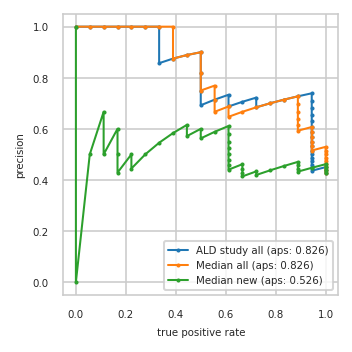 1.0
0.8
0.6
0.4
0.2
0.0
precision
0.0 0.2 0.4 0.6 0.8 1.0
true positive rate
ALD study all (aps: 0.826)
Median all (aps: 0.826)
Median new (aps: 0.526)